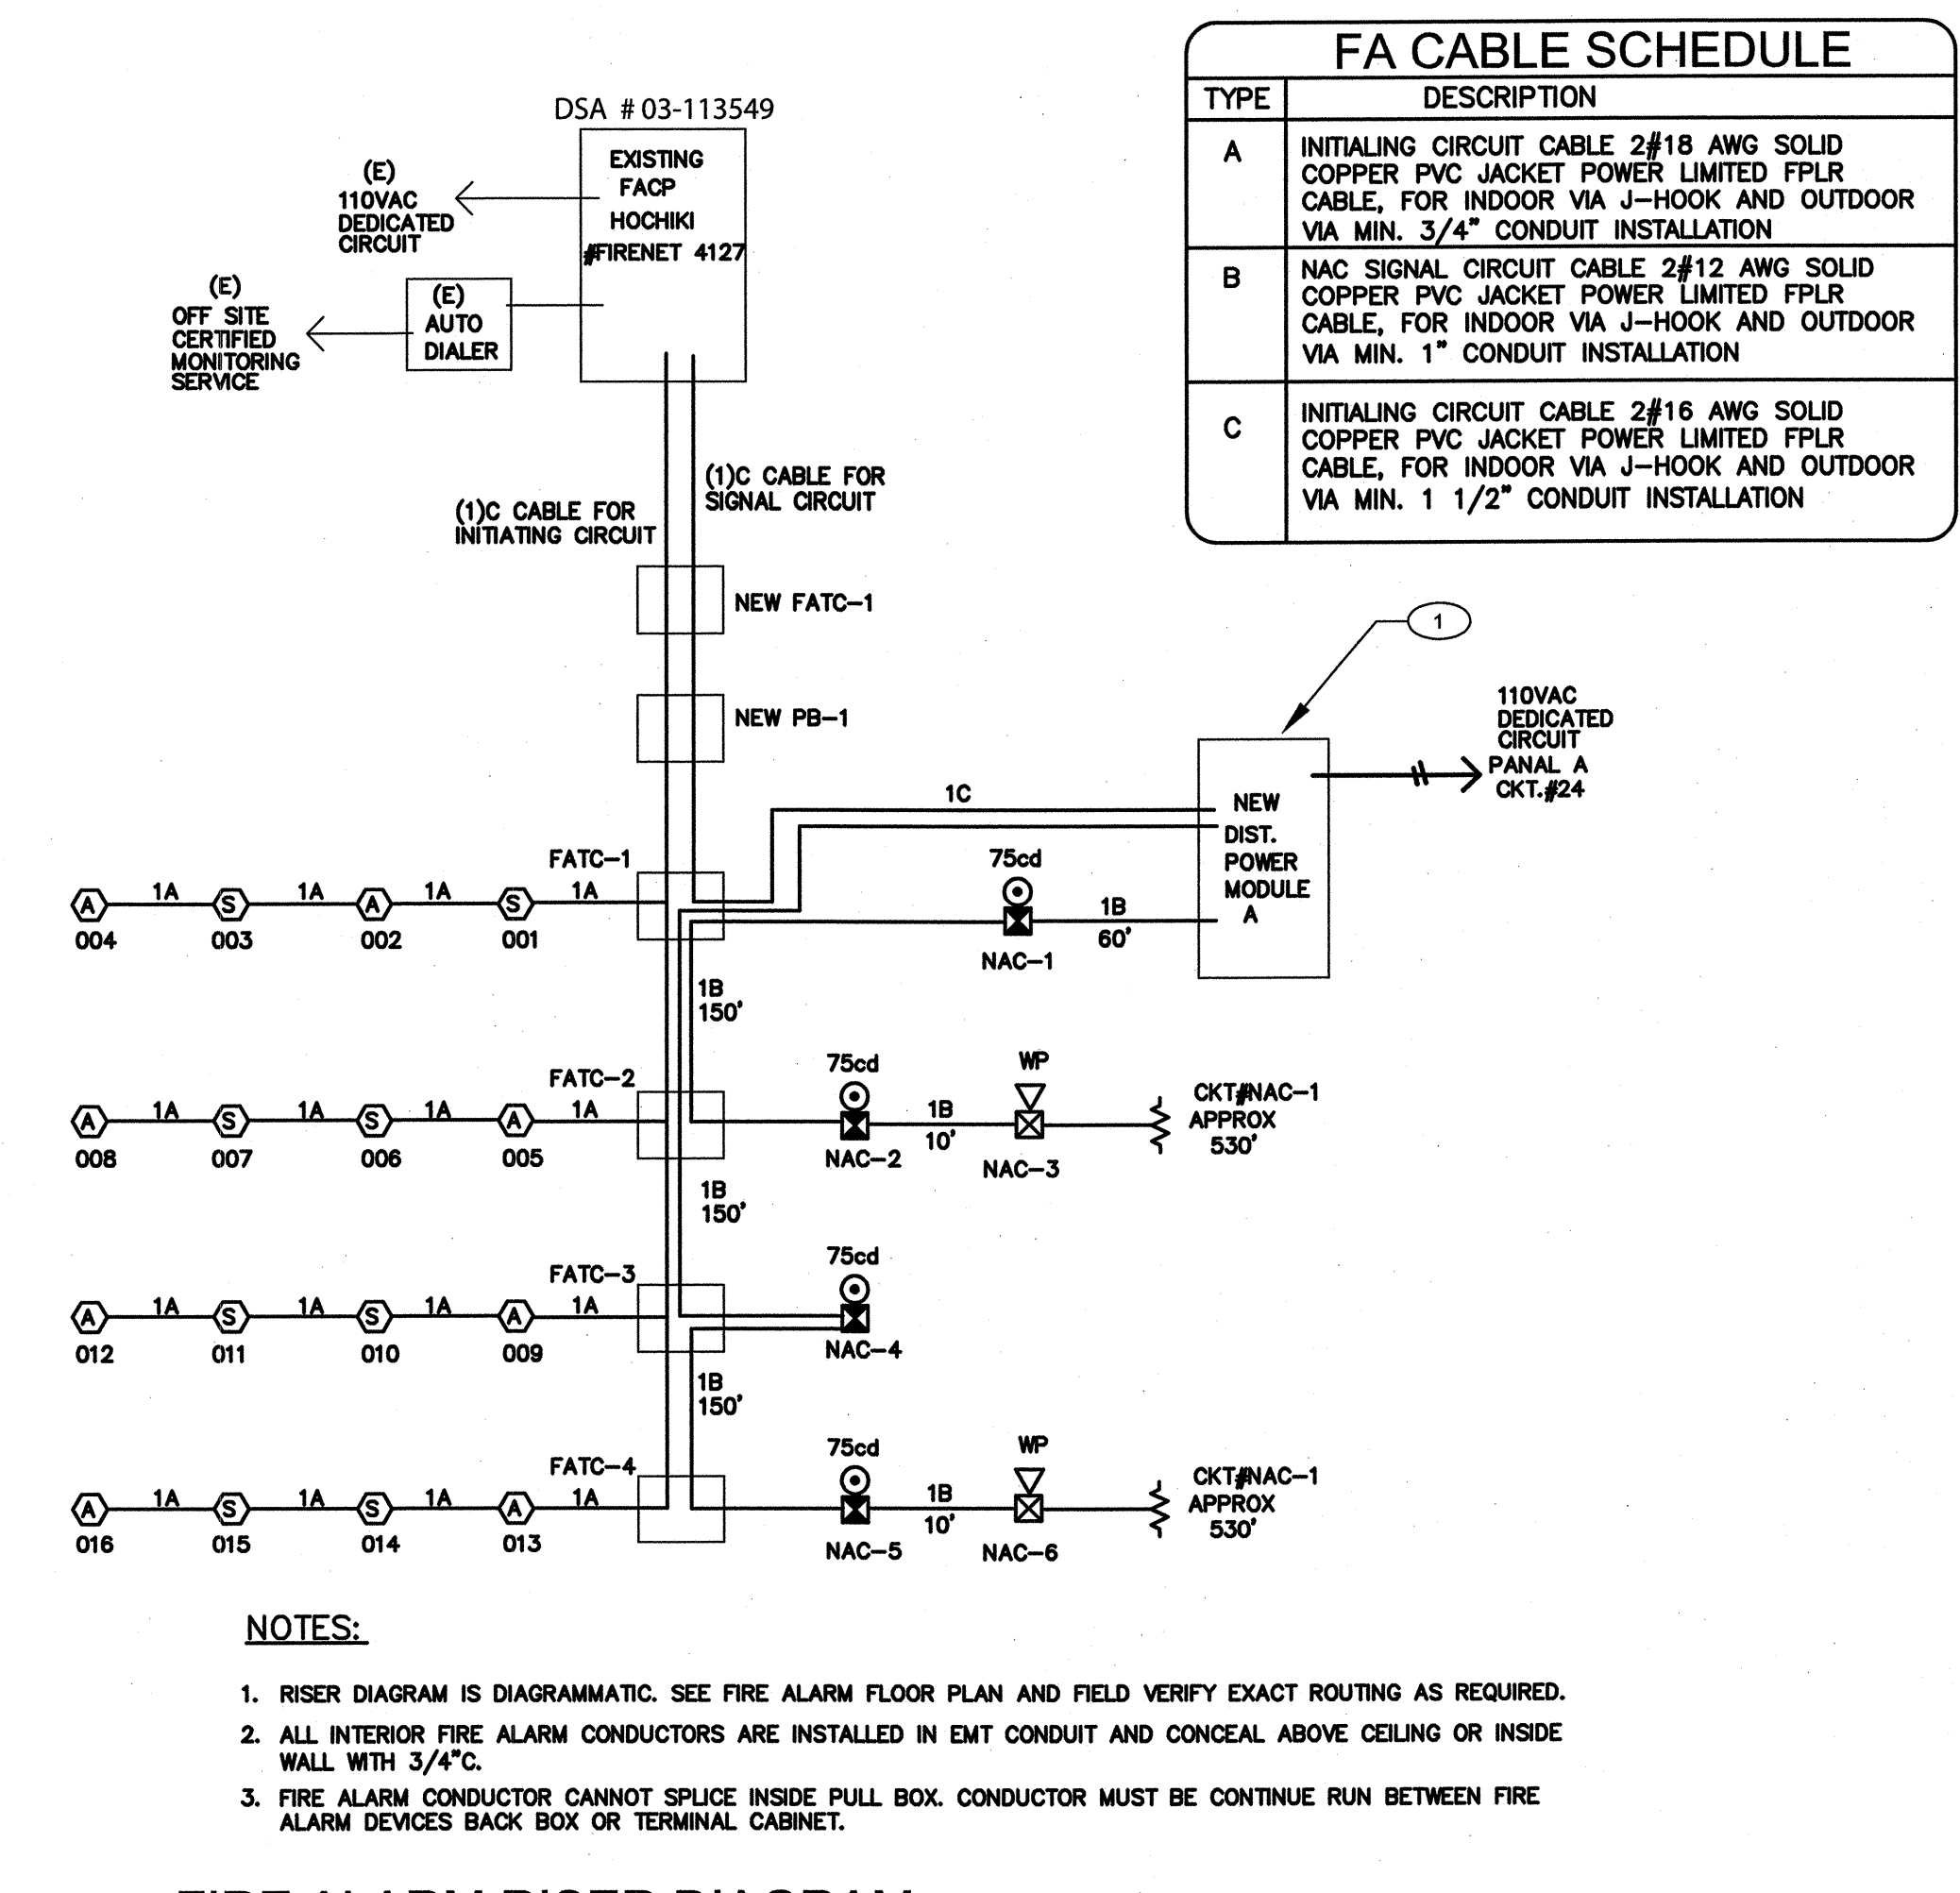 FA CABLE SCHEDULE
TYPE DESCRIPTION
A
INITIALING CIRCUIT CABLE 2#18 AWG SOLID
COPPER PVC JACKET POWER LIMITED FPLR
CABLE, FOR INDOOR VIA J-HOOK AND OUTDOOR
VIA MIN. 3/4" CONDUIT INSTALLATION
B
NAC SIGNAL CIRCUIT CABLE 2#12 AWG SOLID
COPPER PVC JACKET POWER LIMITED FPLR
CABLE, FOR INDOOR VIA J-HOOK AND OUTDOOR
VIA MIN. 1" CONDUIT INSTALLATION
C
INITIALING CIRCUIT CABLE 2#16 AWG SOLID
COPPER PVC JACKET POWER LIMITED FPLR
CABLE, FOR INDOOR VIA J-HOOK AND OUTDOOR
VIA MIN. 1 1/2" CONDUIT INSTALLATION
DSA # 03-113549
EXISTING
FACP
HOCHIKI
#FIRENET 4127
(E)
110VAC
DEDICATED
CIRCUIT
(E)
AUTO
DIALER
(E)
OFF SITE
CERTIFIED
MONITORING
SERVICE
(1)C CABLE FOR
SIGNAL CIRCUIT
(1)C CABLE FOR
INITIATING CIRCUIT
NEW FATC-1
NEW PB-1
1
110VAC
DEDICATED
CIRCUIT
PANAL A
CKT.#24
NEW
DIST.
POWER
MODULE
A
1C
FATC-1
A 1A S 1A A 1A S 1A
004 003 002 001
75cd
NAC-1
1B
60'
1B
150'
FATC-2
A 1A S 1A S 1A A 1A
008 007 006 005
75cd
NAC-2
1B
10'
WP
NAC-3
CKT#NAC-1
APPROX
530'
1B
150'
FATC-3
A 1A S 1A S 1A A 1A
012 011 010 009
75cd
NAC-4
1B
150'
FATC-4
A 1A S 1A S 1A A 1A
016 015 014 013
75cd
NAC-5
1B
10'
WP
NAC-6
CKT#NAC-1
APPROX
530'
NOTES:
1. RISER DIAGRAM IS DIAGRAMMATIC. SEE FIRE ALARM FLOOR PLAN AND FIELD VERIFY EXACT ROUTING AS REQUIRED.
2. ALL INTERIOR FIRE ALARM CONDUCTORS ARE INSTALLED IN EMT CONDUIT AND CONCEAL ABOVE CEILING OR INSIDE
WALL WITH 3/4"C.
3. FIRE ALARM CONDUCTOR CANNOT SPLICE INSIDE PULL BOX. CONDUCTOR MUST BE CONTINUE RUN BETWEEN FIRE
ALARM DEVICES BACK BOX OR TERMINAL CABINET.
FIRE ALARM RISER DIAGRAM